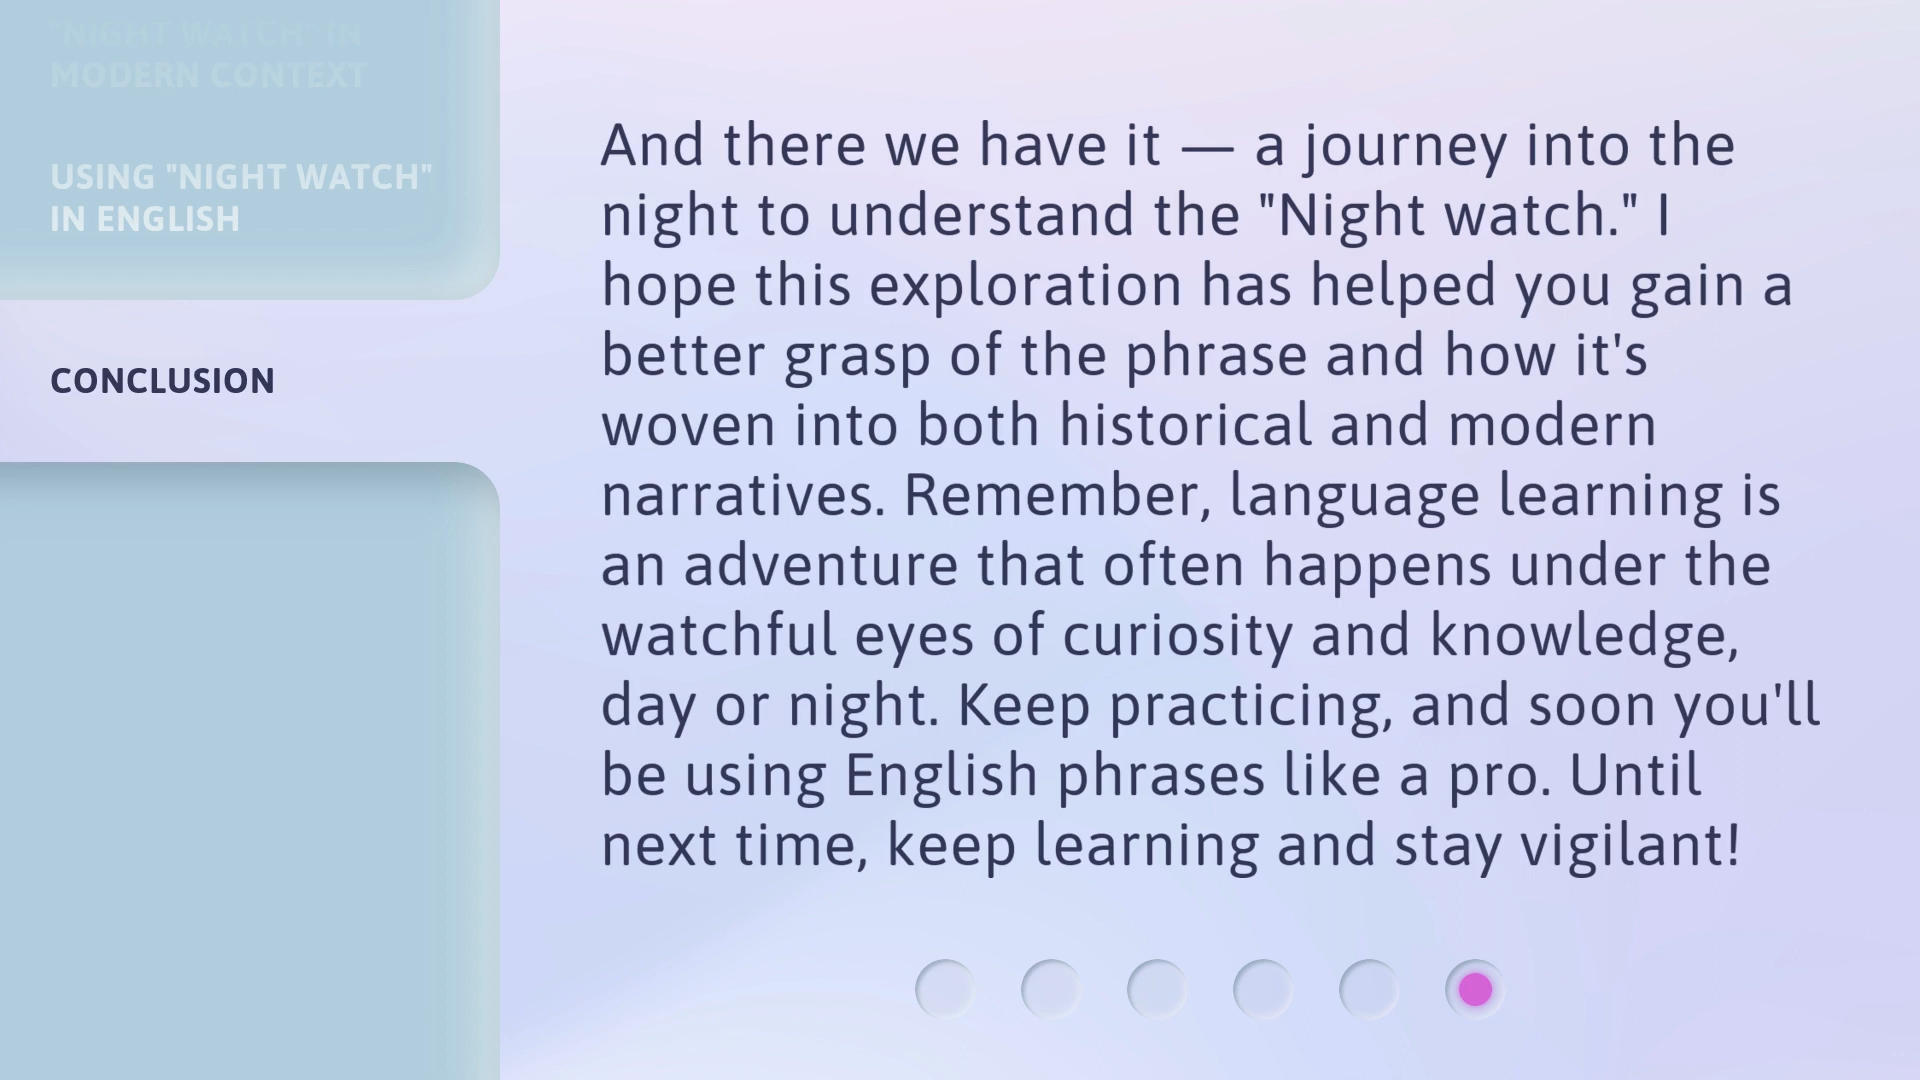 "NIGHT WATCH" IN
MODERN CONTEXT
USING "NIGHT WATCH"
IN ENGLISH
CONCLUSION
And there we have it — a journey into the
night to understand the "Night watch." I
hope this exploration has helped you gain a
better grasp of the phrase and how it's
woven into both historical and modern
narratives. Remember, language learning is
an adventure that often happens under the
watchful eyes of curiosity and knowledge,
day or night. Keep practicing, and soon you'll
be using English phrases like a pro. Until
next time, keep learning and stay vigilant!